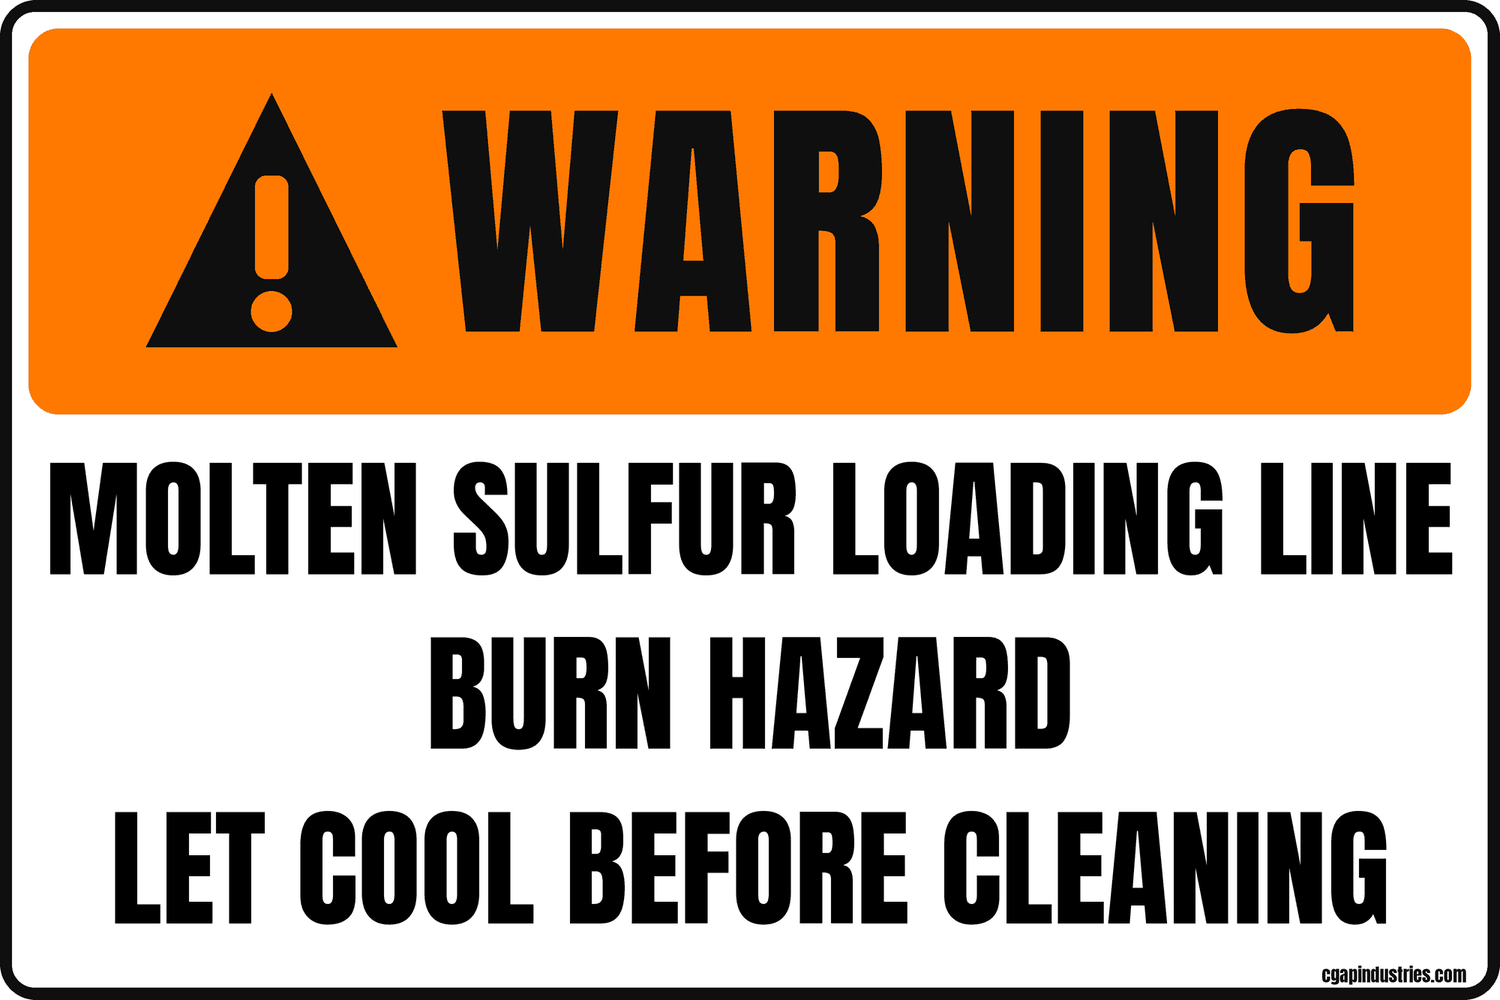 WARNING
MOLTEN SULFUR LOADING LINE
BURN HAZARD
LET COOL BEFORE CLEANING
cgapindustries.com